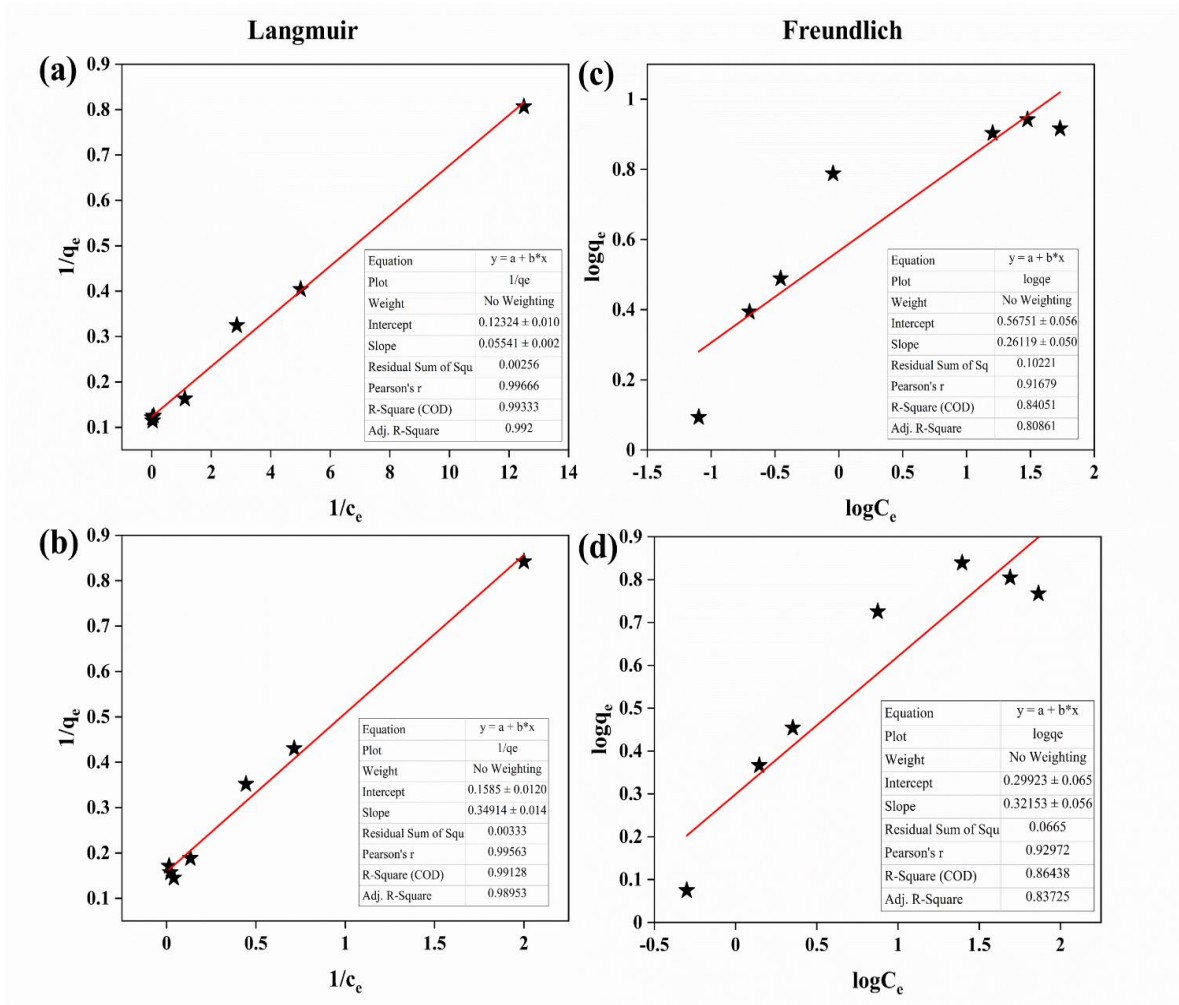 Langmuir
Freundlich
(a)
0.9
0.8
0.7
0.6
0.5
0.4
0.3
0.2
0.1
1/qe
0 2 4 6 8 10 12 14
1/ce
Equation y = a + b*x
Plot 1/qe
Weight No Weighting
Intercept 0.12324 ± 0.010
Slope 0.05541 ± 0.002
Residual Sum of Squ 0.00256
Pearson's r 0.99666
R-Square (COD) 0.99333
Adj. R-Square 0.992
(c)
1
0.8
0.6
0.4
0.2
0
logqe
-1.5 -1 -0.5 0 0.5 1 1.5 2
logCe
Equation y = a + b*x
Plot logqe
Weight No Weighting
Intercept 0.56751 ± 0.056
Slope 0.26119 ± 0.050
Residual Sum of Sq 0.10221
Pearson's r 0.91679
R-Square (COD) 0.84051
Adj. R-Square 0.80861
(b)
0.9
0.8
0.7
0.6
0.5
0.4
0.3
0.2
0.1
1/qe
0 0.5 1 1.5 2
1/ce
Equation y = a + b*x
Plot 1/qe
Weight No Weighting
Intercept 0.1585 ± 0.0120
Slope 0.34914 ± 0.014
Residual Sum of Squ 0.00333
Pearson's r 0.99563
R-Square (COD) 0.99128
Adj. R-Square 0.98953
(d)
0.9
0.8
0.7
0.6
0.5
0.4
0.3
0.2
0.1
0
logqe
-0.5 0 0.5 1 1.5 2
logCe
Equation y = a + b*x
Plot logqe
Weight No Weighting
Intercept 0.29923 ± 0.065
Slope 0.32153 ± 0.056
Residual Sum of Squ 0.0665
Pearson's r 0.92972
R-Square (COD) 0.86438
Adj. R-Square 0.83725